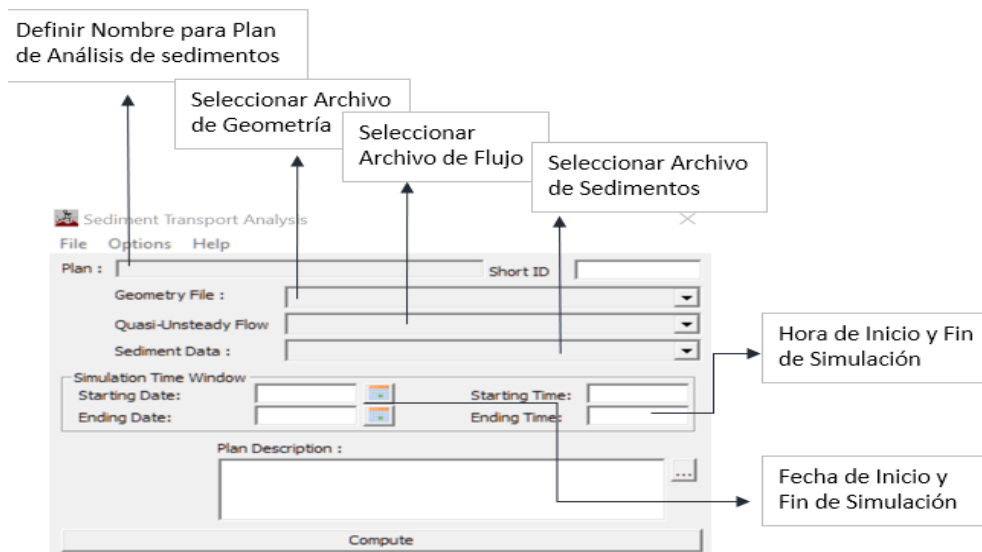 Definir Nombre para Plan
de Análisis de sedimentos
Seleccionar Archivo
de Geometría
Seleccionar
Archivo de Flujo
Seleccionar Archivo
de Sedimentos
Sediment Transport Analysis
File Options Help
Plan :
Short ID
Geometry File :
Quasi-Unsteady Flow
Sediment Data :
Hora de Inicio y Fin
de Simulación
Simulation Time Window
Starting Date:
Starting Time:
Ending Date:
Ending Time:
Plan Description :
...
Fecha de Inicio y
Fin de Simulación
Compute